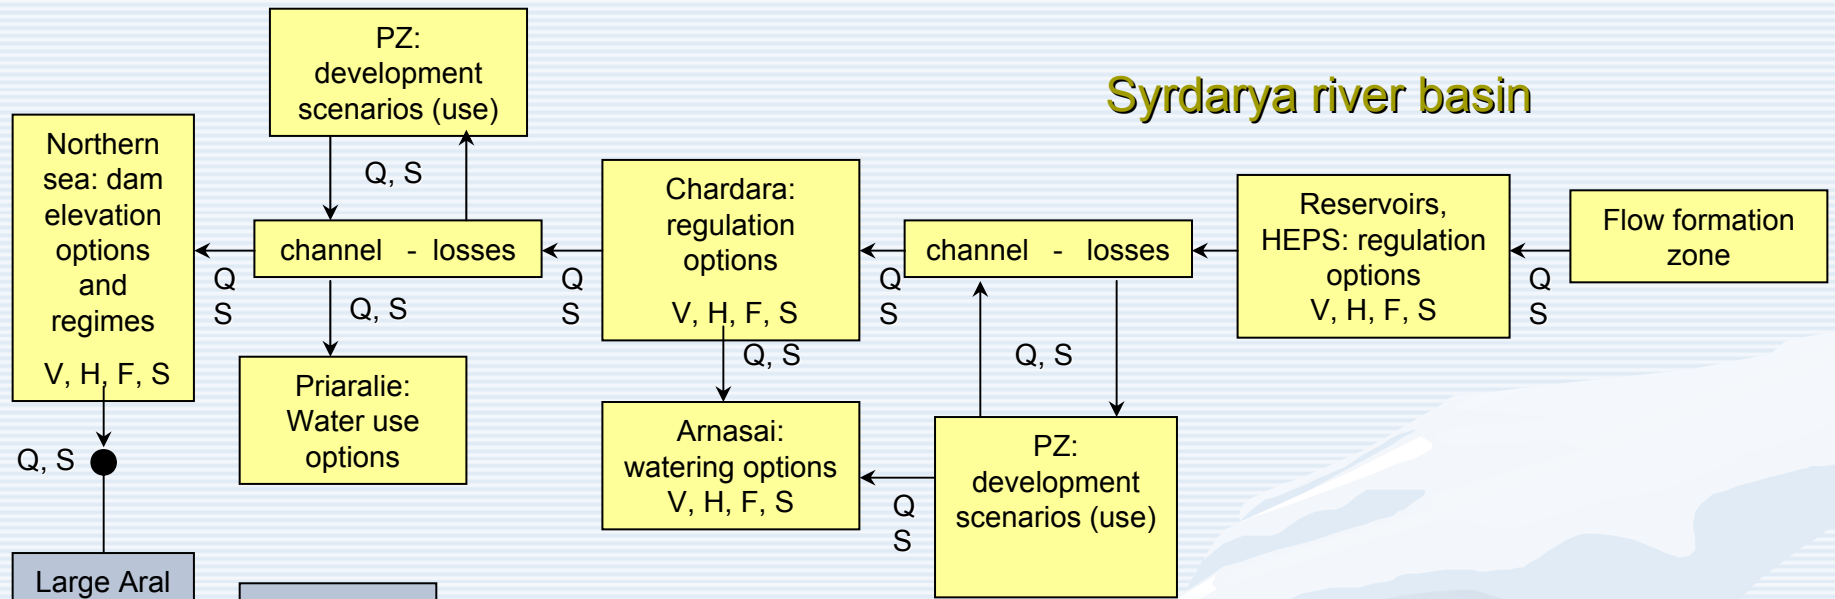 Syrdarya river basin
PZ:
development
scenarios (use)
Northern
sea: dam
elevation
options
and
regimes
V, H, F, S
Q, S
channel - losses
Q
S
Q, S
Priaralie:
Water use
options
Q
S
Chardara:
regulation
options
V, H, F, S
Q, S
Arnasai:
watering options
V, H, F, S
Q
S
channel - losses
Q, S
PZ:
development
scenarios (use)
Q
S
Reservoirs,
HEPS: regulation
options
V, H, F, S
Q
S
Flow formation
zone
Q, S
Large Aral